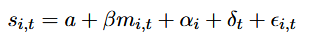 s_{i,t} = a + βm_{i,t} + α_i + δ_t + ϵ_{i,t}